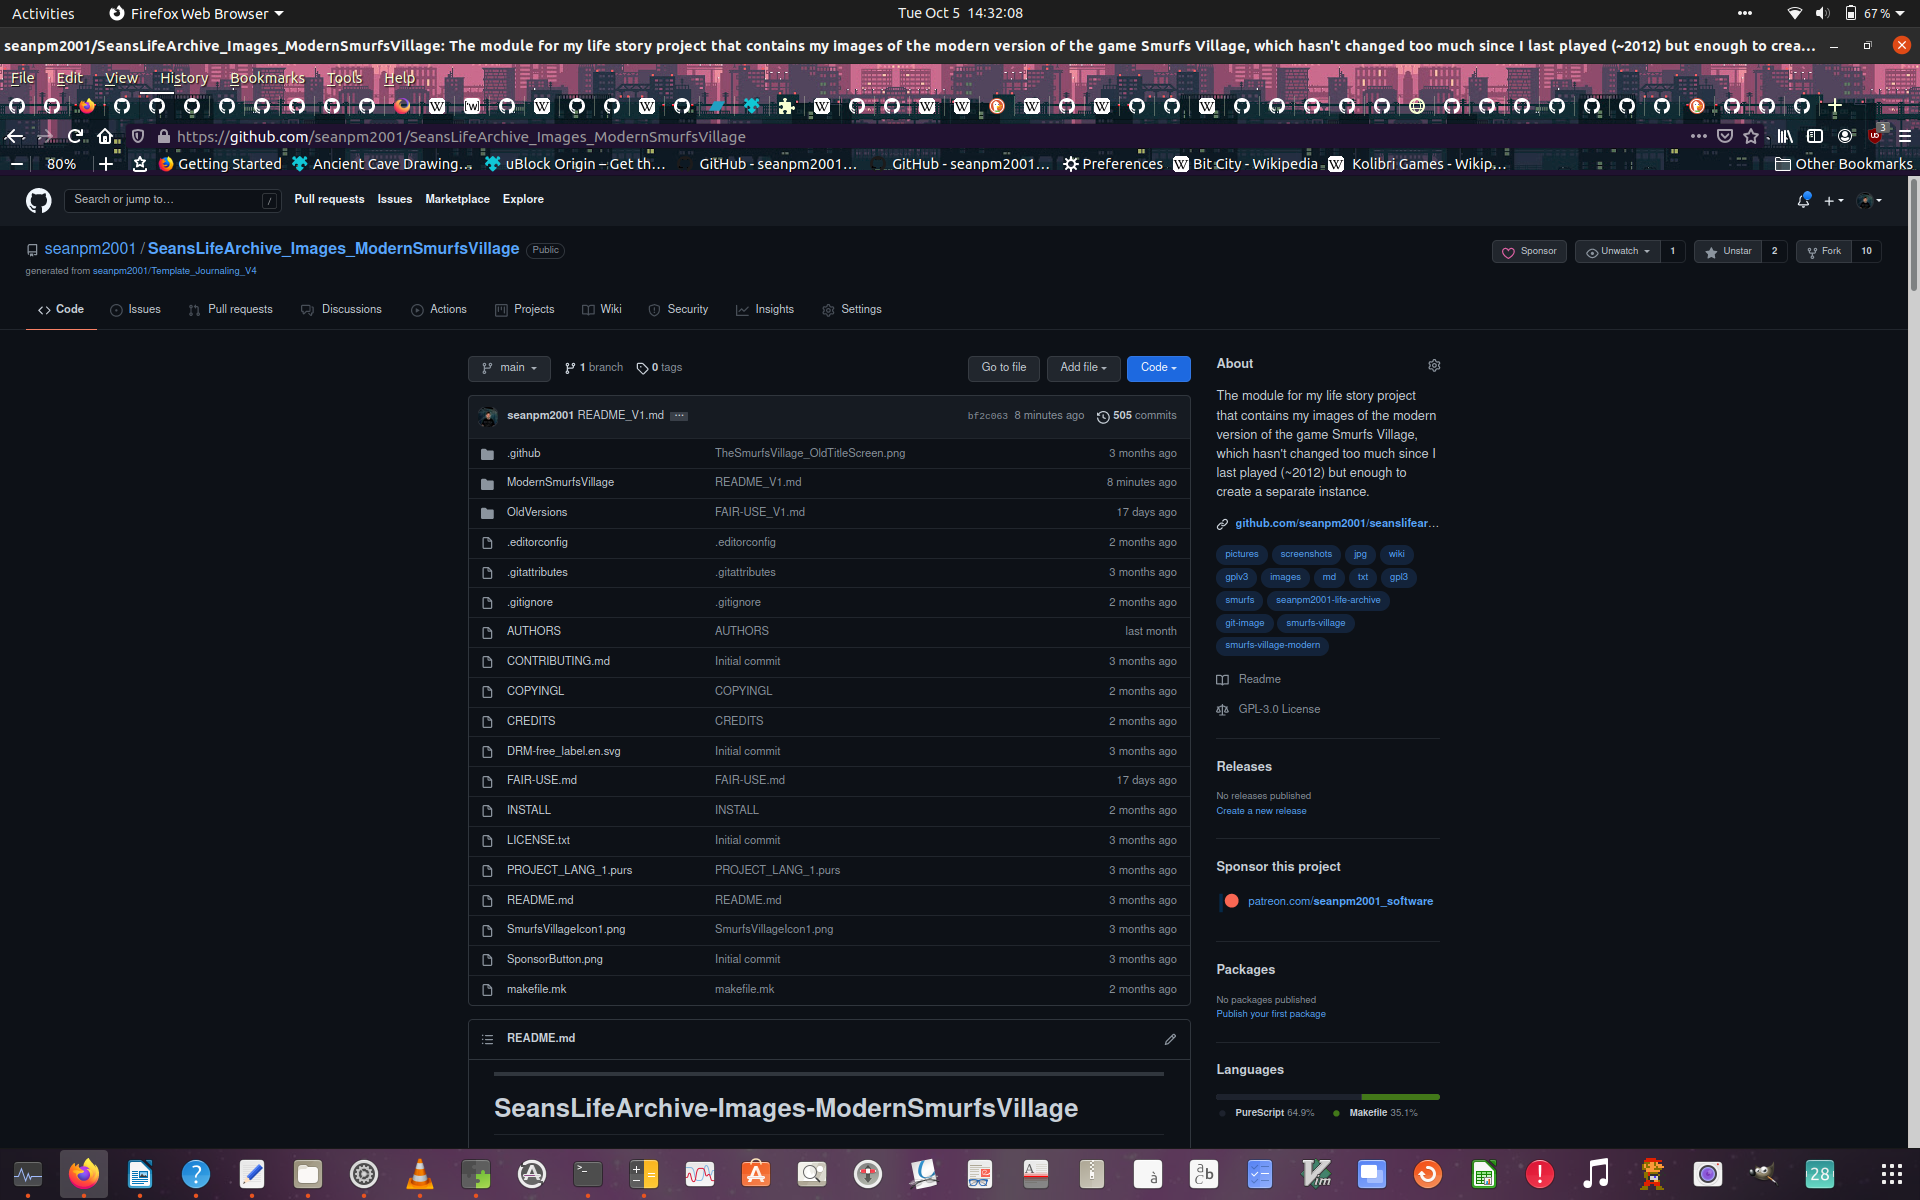 Activities Firefox Web Browser Tue Oct 5 14:32:08 67 %
seanpm2001/SeansLifeArchive_Images_ModernSmurfsVillage: The module for my life story project that contains my images of the modern version of the game Smurfs Village, which hasn't changed too much since I last played (~2012) but enough to crea…
File Edit View History Bookmarks Tools Help
https://github.com/seanpm2001/SeansLifeArchive_Images_ModernSmurfsVillage 3
80% Getting Started Ancient Cave Drawing… uBlock Origin – Get th… GitHub - seanpm2001… GitHub - seanpm2001… Preferences Bit City - Wikipedia Kolibri Games - Wikip… Other Bookmarks
Search or jump to… / Pull requests Issues Marketplace Explore
seanpm2001 / SeansLifeArchive_Images_ModernSmurfsVillage Public Sponsor Unwatch 1 Unstar 2 Fork 10
generated from seanpm2001/Template_Journaling_V4
Code Issues Pull requests Discussions Actions Projects Wiki Security Insights Settings
main 1 branch 0 tags Go to file Add file Code
seanpm2001 README_V1.md ... bf2c063 8 minutes ago 505 commits
.github TheSmurfsVillage_OldTitleScreen.png 3 months ago
ModernSmurfsVillage README_V1.md 8 minutes ago
OldVersions FAIR-USE_V1.md 17 days ago
.editorconfig .editorconfig 2 months ago
.gitattributes .gitattributes 3 months ago
.gitignore .gitignore 2 months ago
AUTHORS AUTHORS last month
CONTRIBUTING.md Initial commit 3 months ago
COPYINGL COPYINGL 2 months ago
CREDITS CREDITS 2 months ago
DRM-free_label.en.svg Initial commit 3 months ago
FAIR-USE.md FAIR-USE.md 17 days ago
INSTALL INSTALL 2 months ago
LICENSE.txt Initial commit 3 months ago
PROJECT_LANG_1.purs PROJECT_LANG_1.purs 3 months ago
README.md README.md 3 months ago
SmurfsVillageIcon1.png SmurfsVillageIcon1.png 3 months ago
SponsorButton.png Initial commit 3 months ago
makefile.mk makefile.mk 2 months ago
README.md
SeansLifeArchive-Images-ModernSmurfsVillage
About
The module for my life story project
that contains my images of the modern
version of the game Smurfs Village,
which hasn't changed too much since I
last played (~2012) but enough to
create a separate instance.
github.com/seanpm2001/seanslifear…
pictures screenshots jpg wiki
gplv3 images md txt gpl3
smurfs seanpm2001-life-archive
git-image smurfs-village
smurfs-village-modern
Readme
GPL-3.0 License
Releases
No releases published
Create a new release
Sponsor this project
patreon.com/seanpm2001_software
Packages
No packages published
Publish your first package
Languages
PureScript 64.9% Makefile 35.1%
28